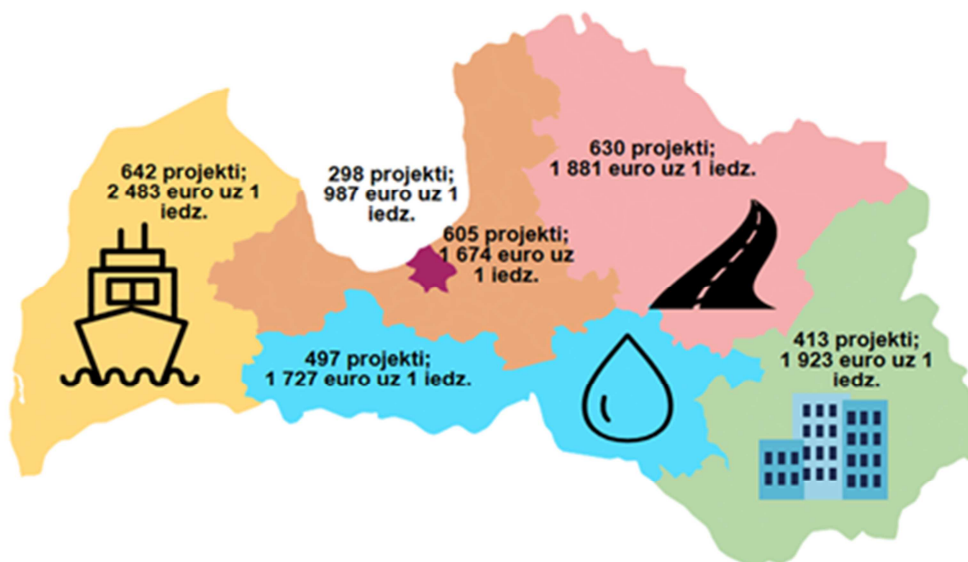 642 projekti;
2 483 euro uz 1
iedz.
298 projekti;
987 euro uz 1
iedz.
605 projekti;
1 674 euro uz
1 iedz.
630 projekti;
1 881 euro uz 1 iedz.
497 projekti;
1 727 euro uz 1 iedz.
413 projekti;
1 923 euro uz 1
iedz.